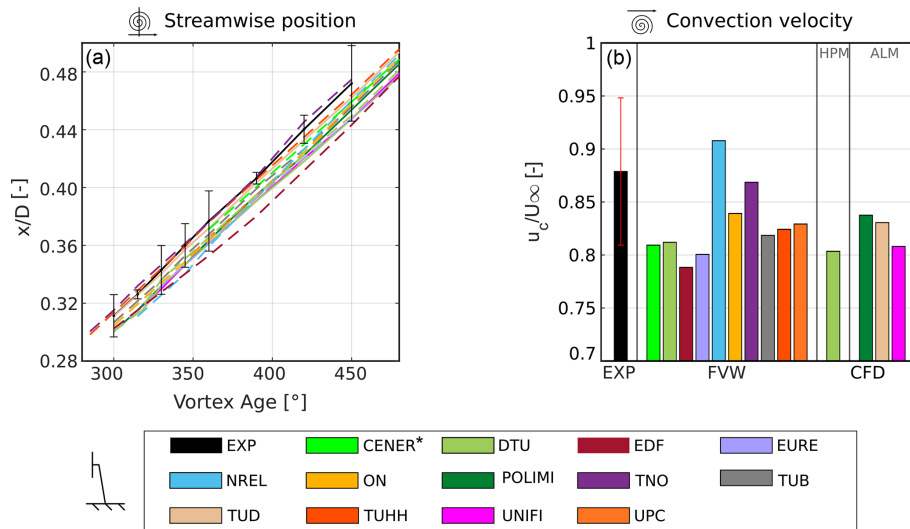 Streamwise position
Convection velocity
(a)
0.48
0.44
0.40
0.36
0.32
0.28
x/D [-]
300
350
400
450
Vortex Age [°]
(b)
HPM
ALM
1
0.95
0.9
0.85
0.8
0.75
0.7
u_c/U∞ [-]
EXP
FVW
CFD
EXP CENER* DTU EDF EURE
NREL ON POLIMI TNO TUB
TUD TUHH UNIFI UPC